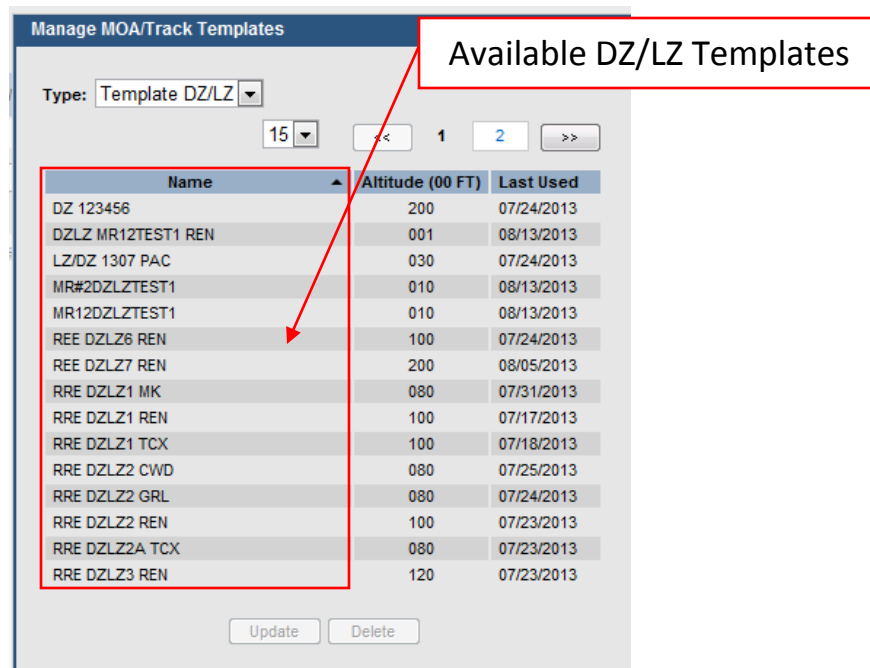 Manage MOA/Track Templates
Available DZ/LZ Templates
Type: Template DZ/LZ
15 << 1 2 >>
Name Altitude (00 FT) Last Used
DZ 123456 200 07/24/2013
DZLZ MR12TEST1 REN 001 08/13/2013
LZ/DZ 1307 PAC 030 07/24/2013
MR#2DZLZTEST1 010 08/13/2013
MR12DZLZTEST1 010 08/13/2013
REE DZLZ6 REN 100 07/24/2013
REE DZLZ7 REN 200 08/05/2013
RRE DZLZ1 MK 080 07/31/2013
RRE DZLZ1 REN 100 07/17/2013
RRE DZLZ1 TCX 100 07/18/2013
RRE DZLZ2 CWD 080 07/25/2013
RRE DZLZ2 GRL 080 07/24/2013
RRE DZLZ2 REN 100 07/23/2013
RRE DZLZ2A TCX 080 07/23/2013
RRE DZLZ3 REN 120 07/23/2013
Update Delete